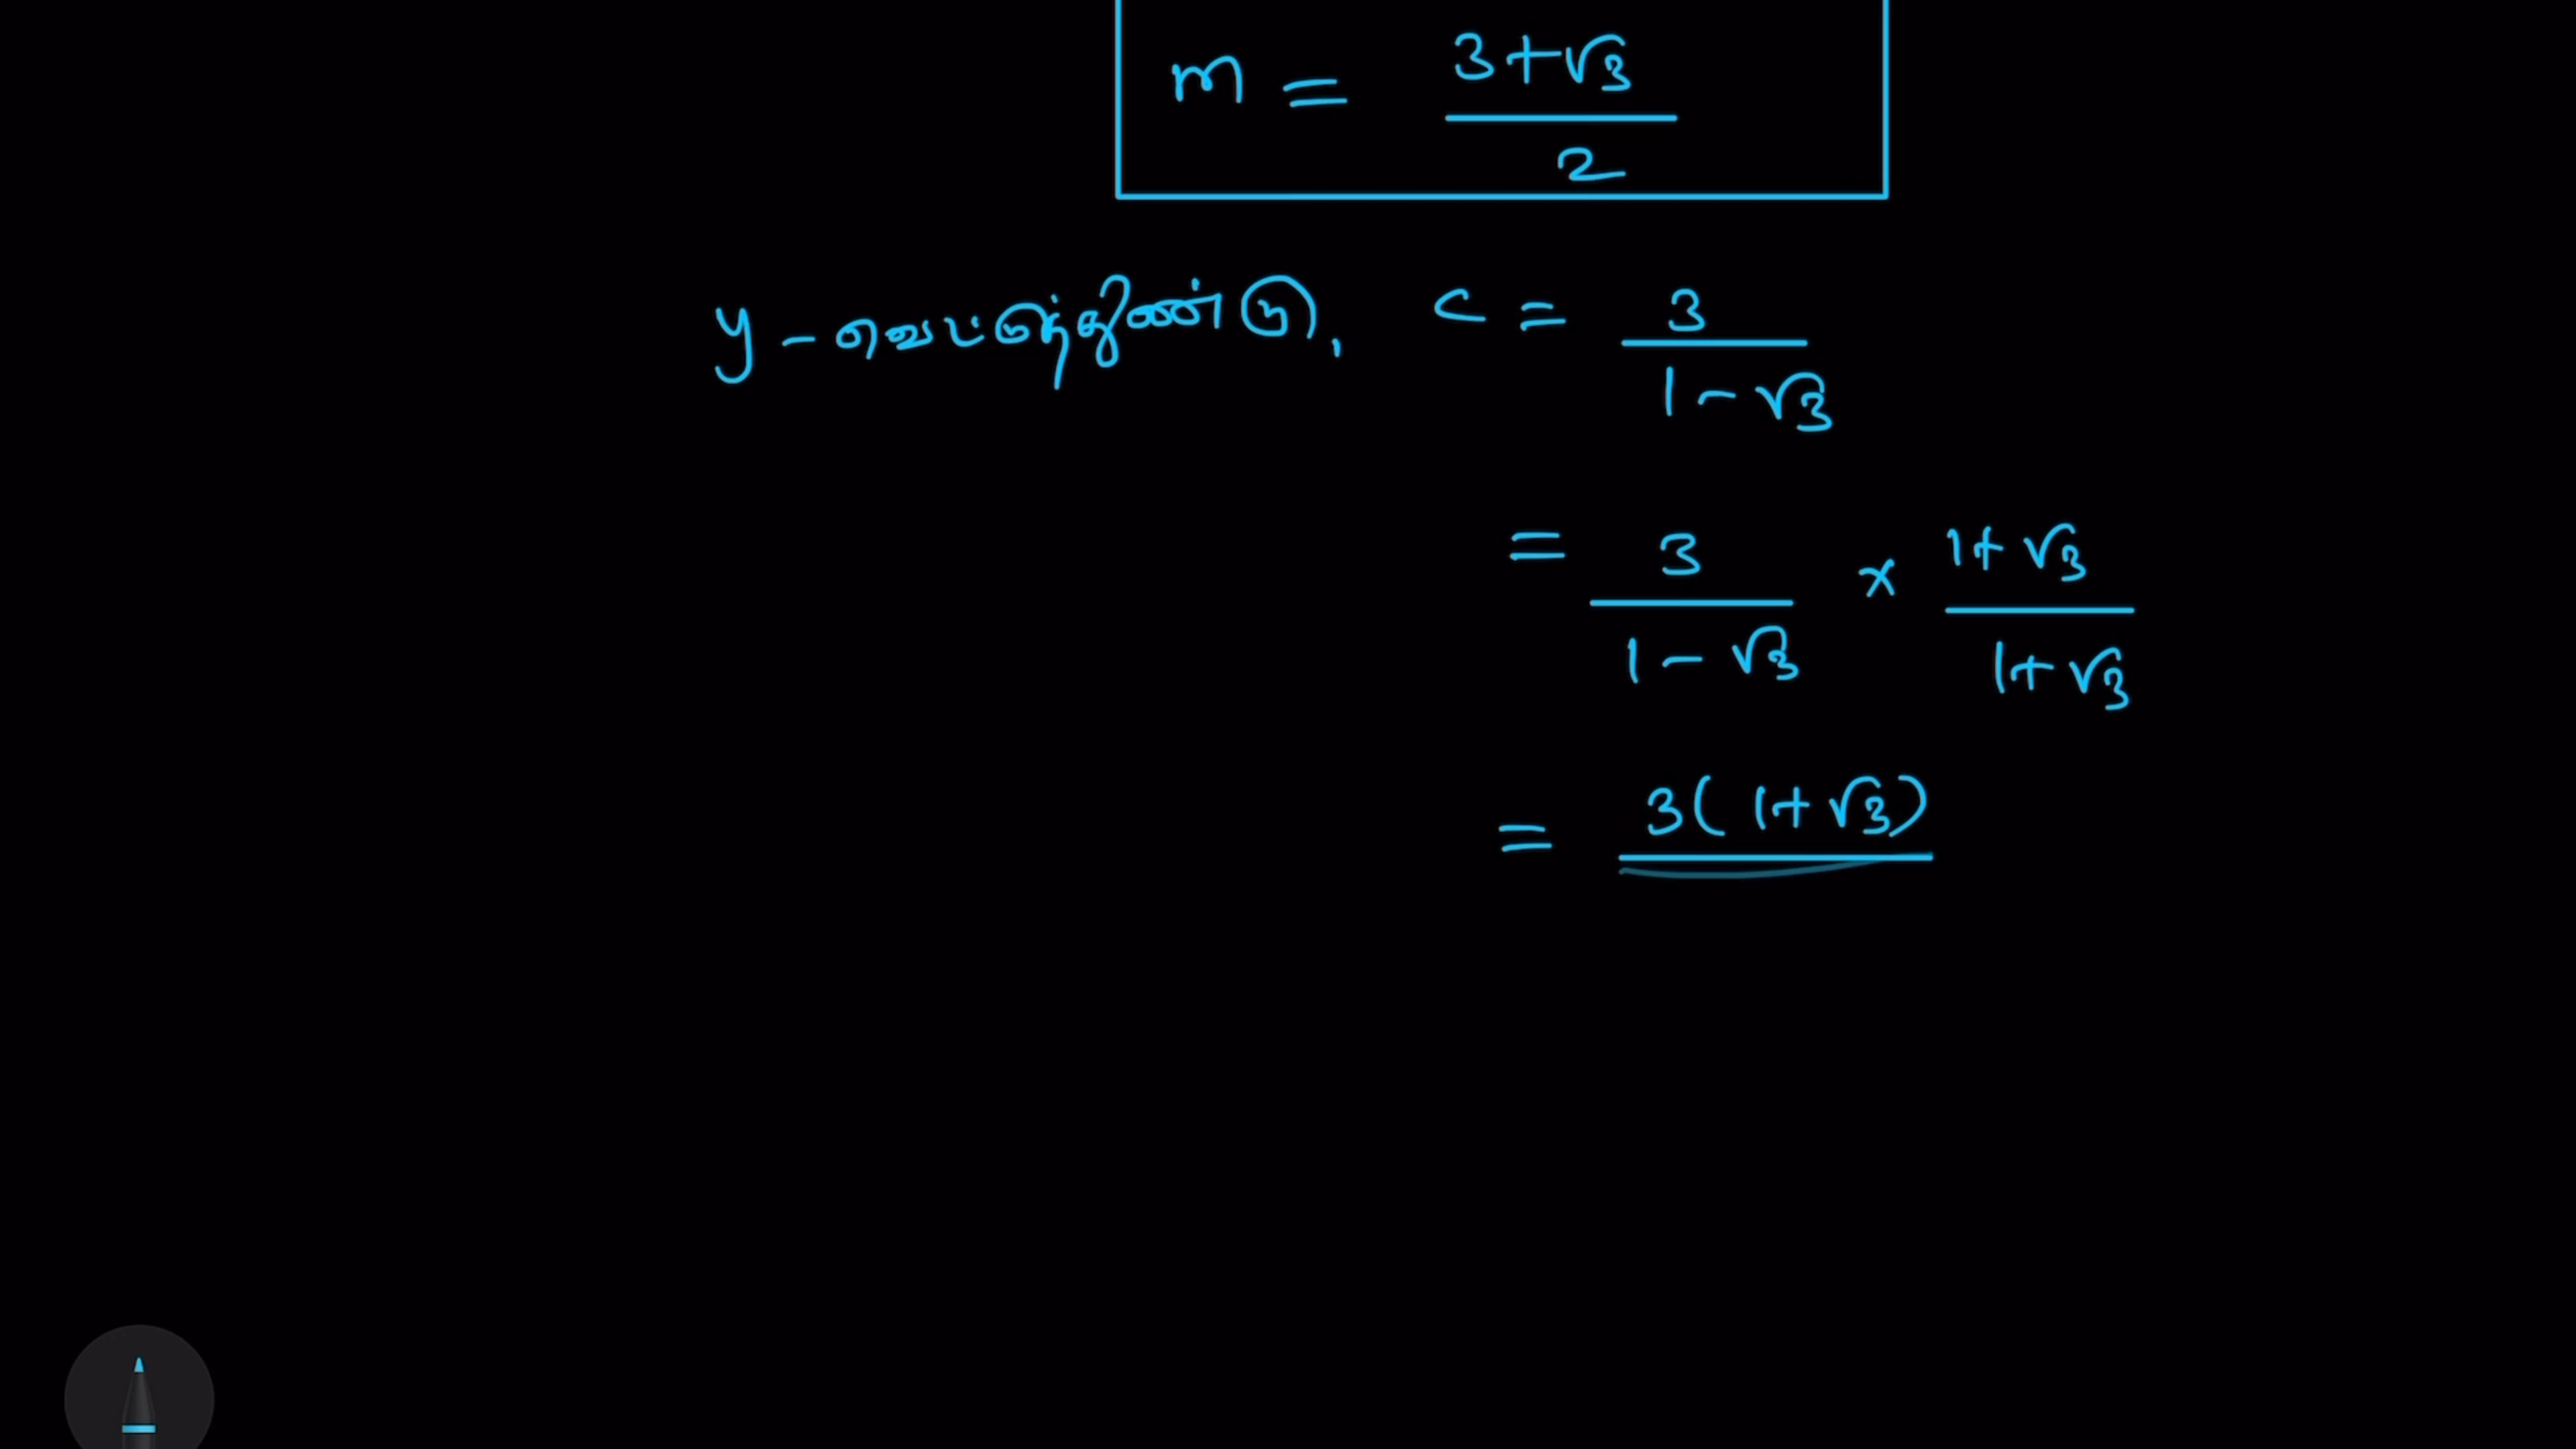 m = (3+√3)/2
y - வெட்டுத்துண்டு, c = 3/(1-√3)
= 3/(1-√3) × (1+√3)/(1+√3)
= 3(1+√3)